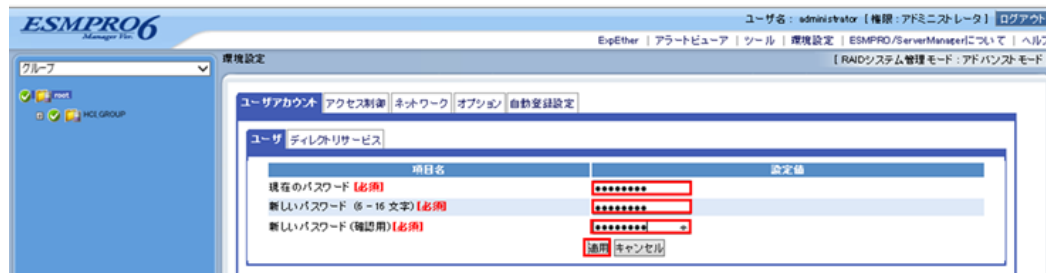 ESMPRO6
Manager Ver.
ユーザ名 : administrator [ 権限 : アドミニストレータ ] ログアウト
ExpEther | アラートビューア | ツール | 環境設定 | ESMPRO/ServerManagerについて | ヘルプ
グループ
環境設定
[ RAIDシステム管理モード : アドバンストモード
root
HCI GROUP
ユーザアカウント アクセス制御 ネットワーク オプション 自動登録設定
ユーザ ディレクトリサービス
項目名 設定値
現在のパスワード [必須] ●●●●●●●●
新しいパスワード (6 - 16 文字) [必須] ●●●●●●●●
新しいパスワード (確認用) [必須] ●●●●●●●●
適用 キャンセル